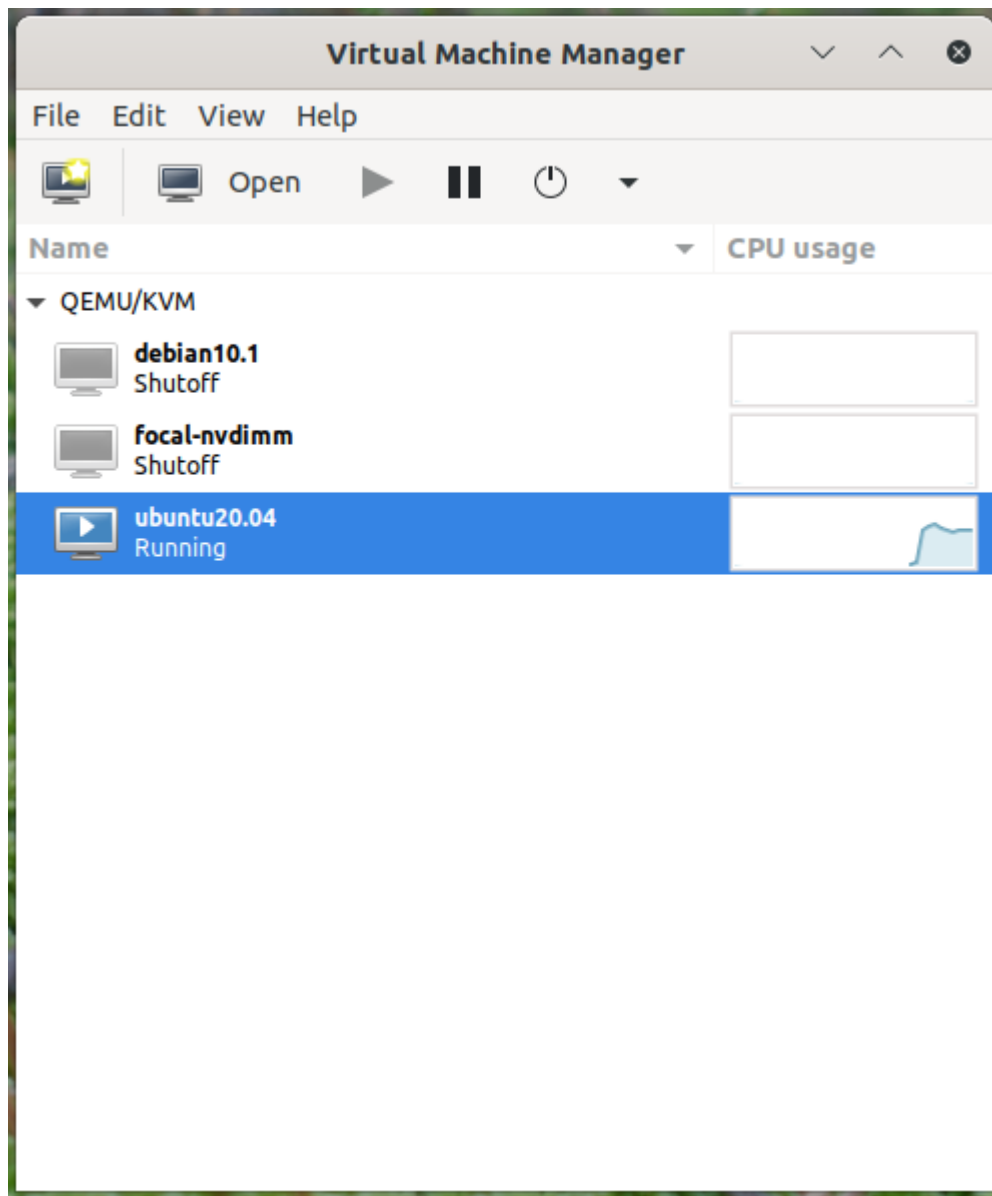 Virtual Machine Manager
File Edit View Help
Open
Name CPU usage
QEMU/KVM
debian10.1
Shutoff
focal-nvdimm
Shutoff
ubuntu20.04
Running